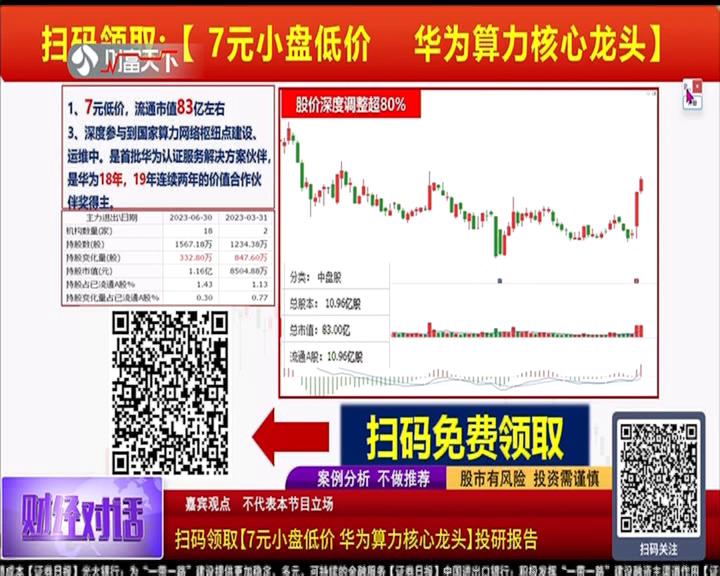 扫码领取:【 7元小盘低价 华为算力核心龙头】
财富天下
1、7元低价，流通市值83亿左右
3、深度参与到国家算力网络枢纽点建设、
运维中。是首批华为认证服务解决方案伙伴，
是华为18年，19年连续两年的价值合作伙
伴奖得主。
主力进出\日期 2023-06-30 2023-03-31
机构数量(家) 18 2
持股数(股) 1567.18万 1234.38万
持股变化量(股) 332.80万 847.60万
持股市值(元) 1.16亿 8504.88万
持股占已流通A股% 1.43 1.13
持股变化量占已流通A股% 0.30 0.77
股价深度调整超80%
分类： 中盘股
总股本： 10.96亿股
总市值： 83.00亿
流通A股： 10.96亿股
扫码免费领取
案例分析 不做推荐
股市有风险 投资需谨慎
财经对话
嘉宾观点 不代表本节目立场
扫码领取【7元小盘低价 华为算力核心龙头】投研报告
扫码关注
成本【证券日报】光大银行：为“一带一路”建设提供更加稳定、多元、可持续的金融服务【证券日报】中国进出口银行：积极发挥“一带一路”建设融资主渠道作用【证